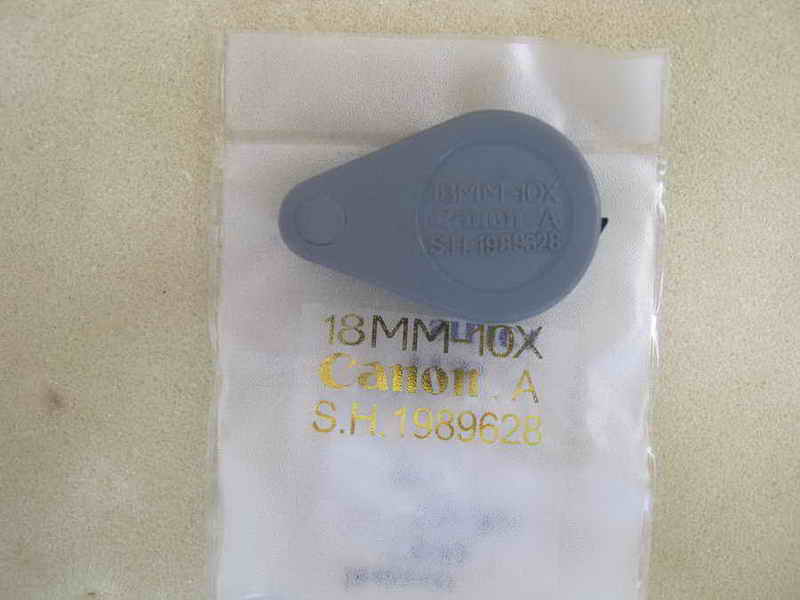 18MM-10X
Canon A
S.H.1989628
18MM-10X
Canon . A
S.H.1989628